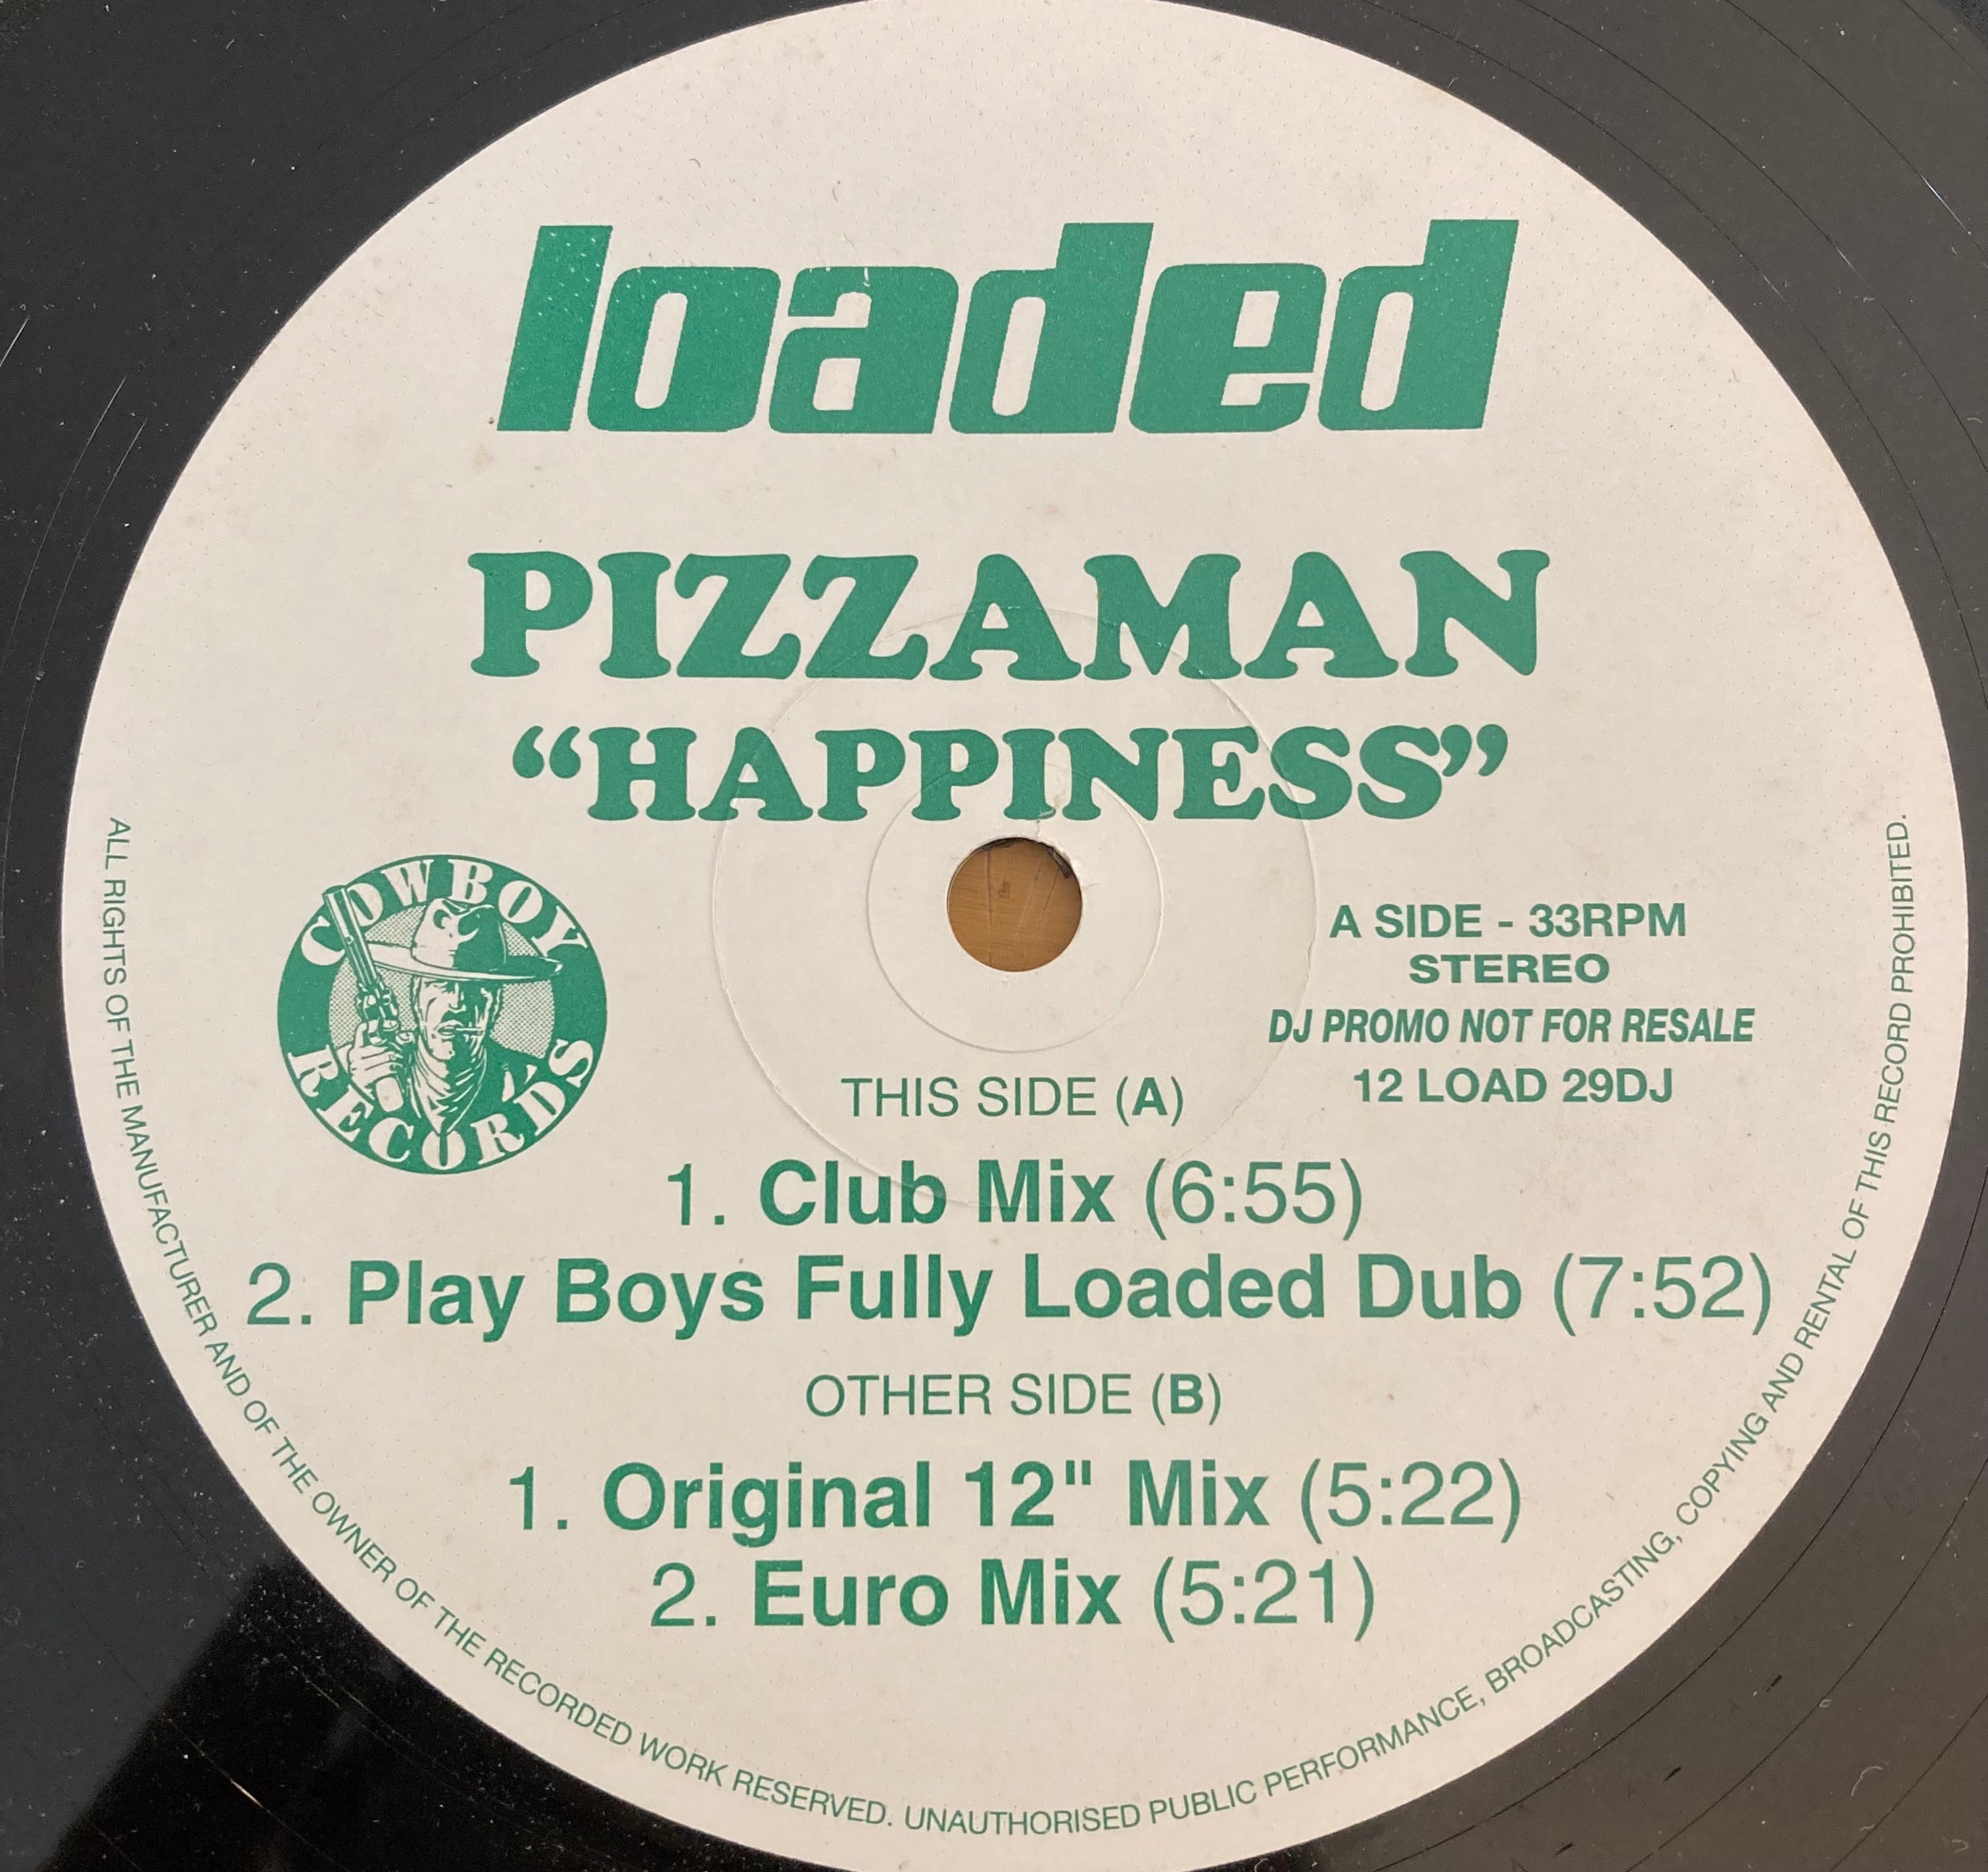 loaded
PIZZAMAN
“HAPPINESS”
COWBOY
RECORDS
A SIDE - 33RPM
STEREO
DJ PROMO NOT FOR RESALE
12 LOAD 29DJ
THIS SIDE (A)
1. Club Mix (6:55)
2. Play Boys Fully Loaded Dub (7:52)
OTHER SIDE (B)
1. Original 12" Mix (5:22)
2. Euro Mix (5:21)
ALL RIGHTS OF THE MANUFACTURER AND OF THE OWNER OF THE RECORDED WORK RESERVED. UNAUTHORISED PUBLIC PERFORMANCE, BROADCASTING, COPYING AND RENTAL OF THIS RECORD PROHIBITED.